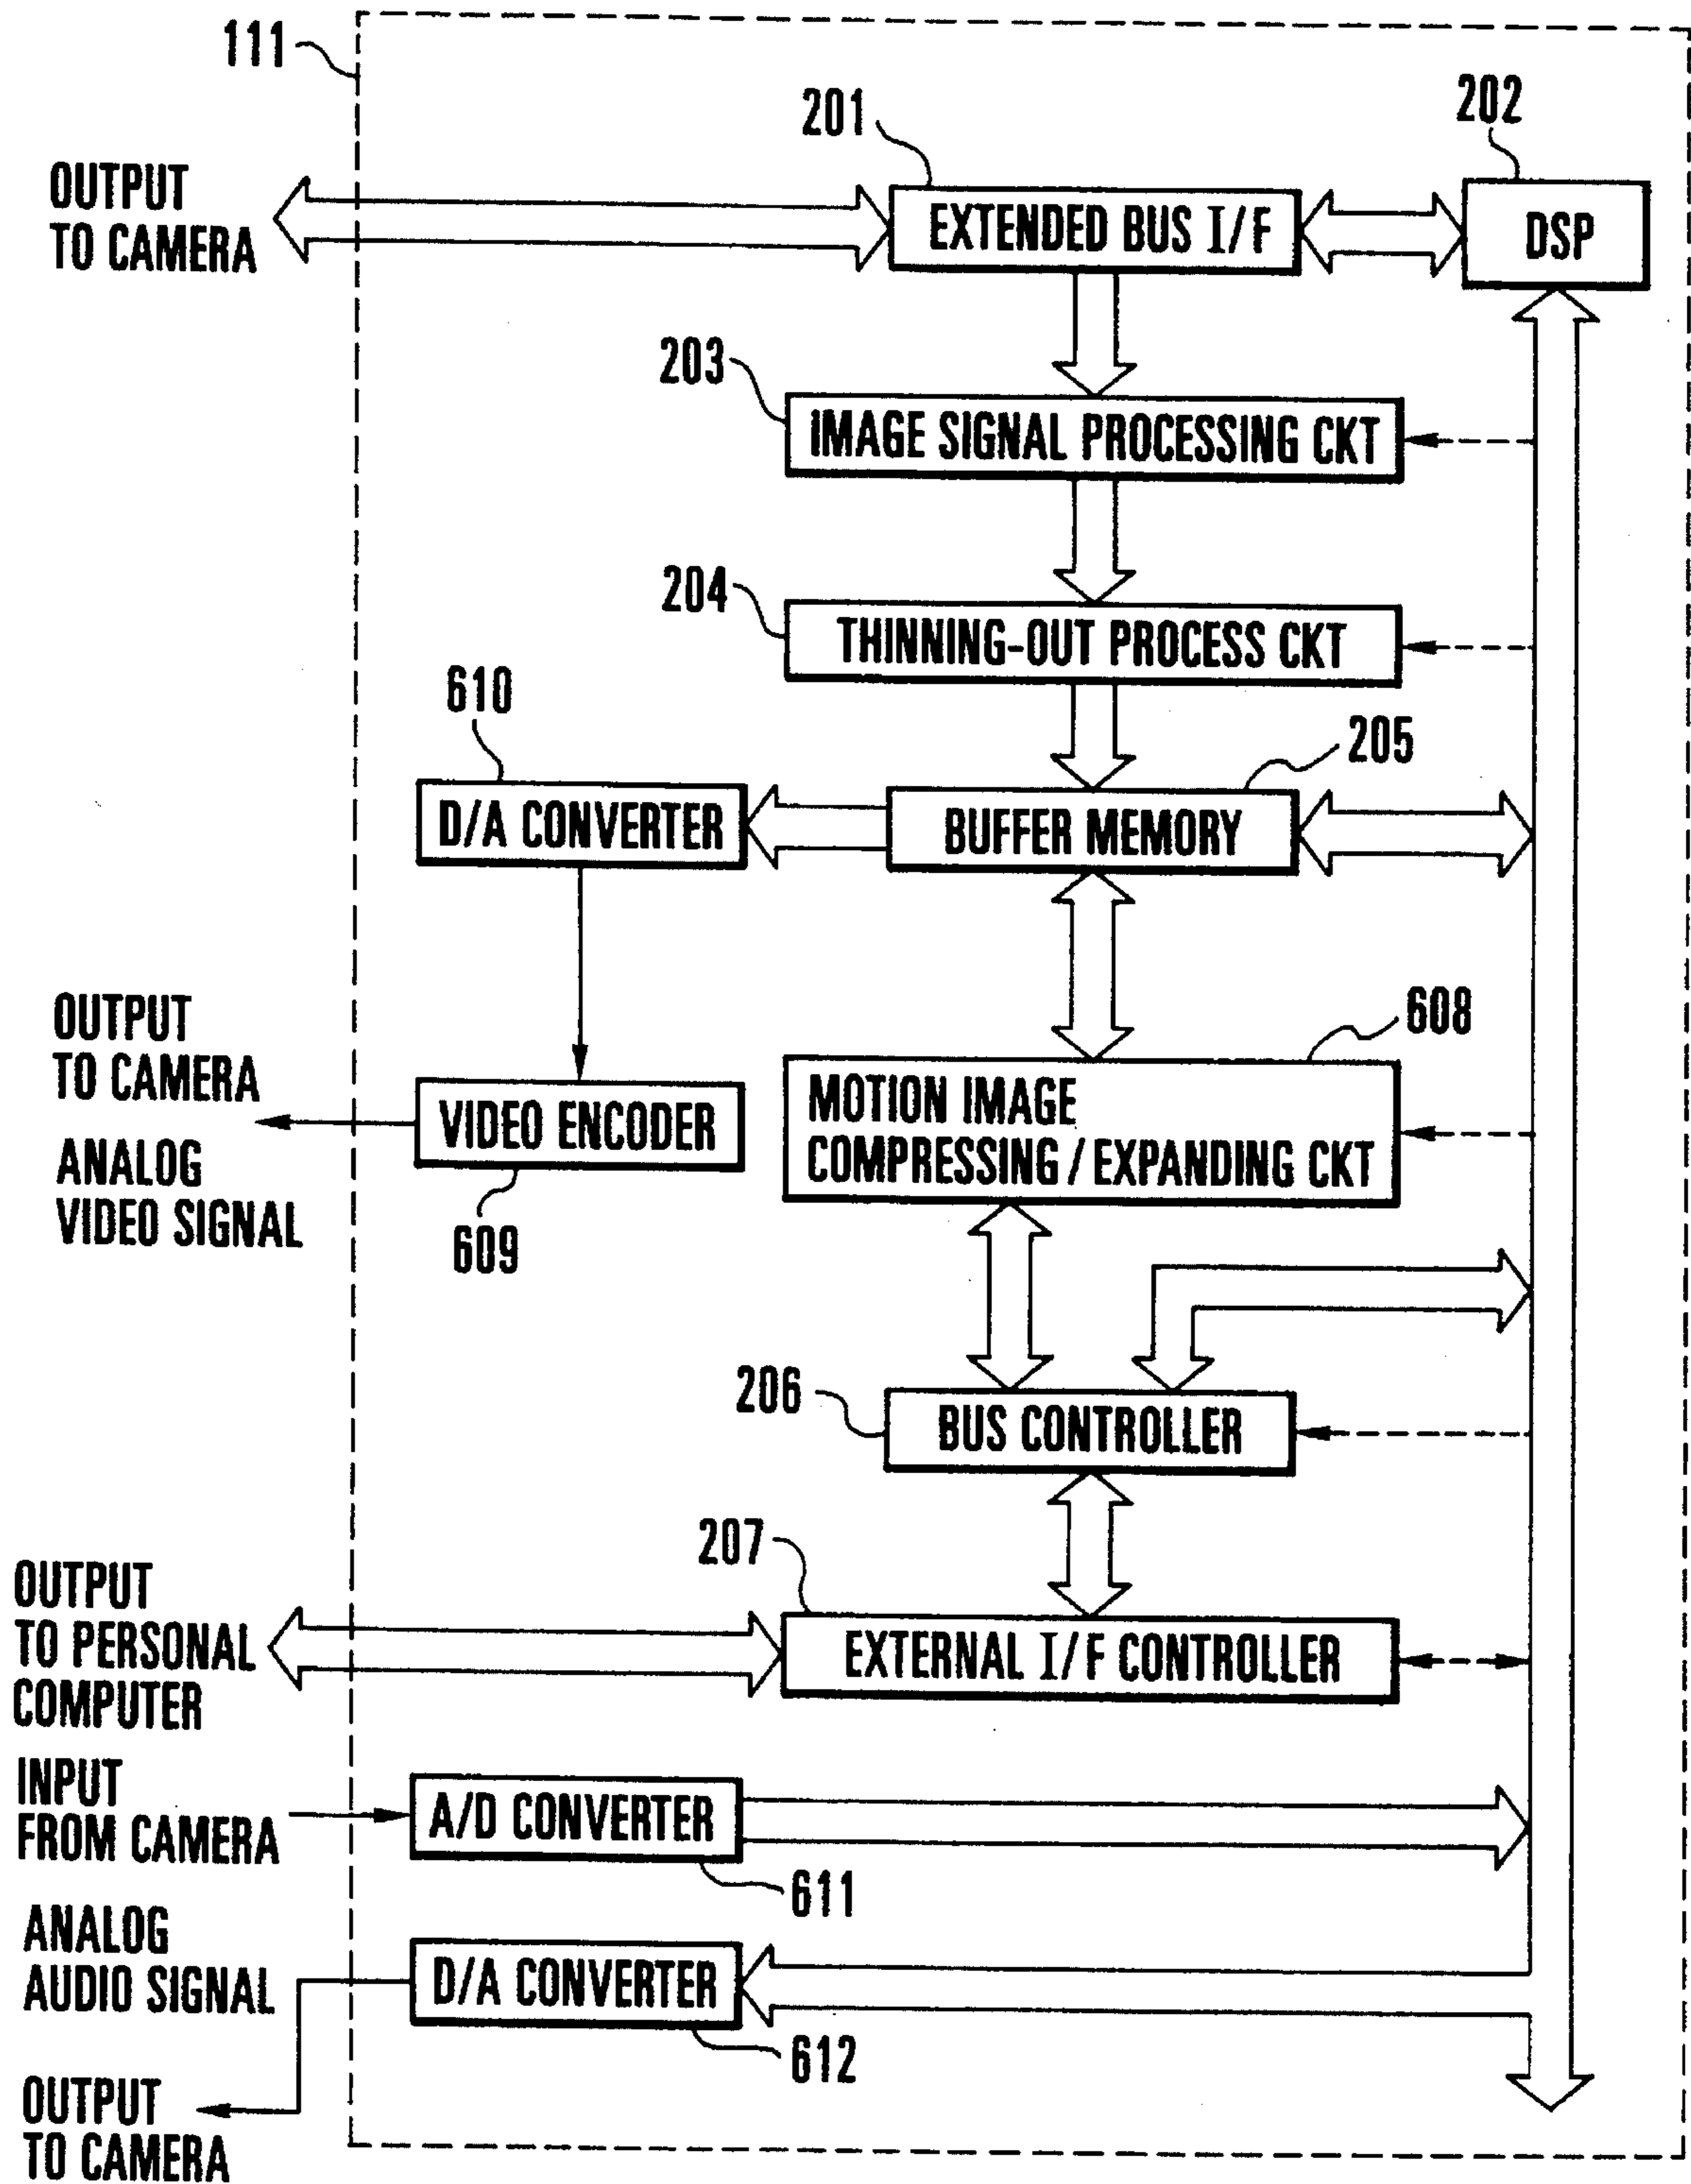 111
201
202
OUTPUT
TO CAMERA
EXTENDED BUS I/F
DSP
203
IMAGE SIGNAL PROCESSING CKT
204
THINNING-OUT PROCESS CKT
610
205
D/A CONVERTER
BUFFER MEMORY
OUTPUT
TO CAMERA
ANALOG
VIDEO SIGNAL
608
VIDEO ENCODER
609
MOTION IMAGE
COMPRESSING/EXPANDING CKT
206
BUS CONTROLLER
207
OUTPUT
TO PERSONAL
COMPUTER
EXTERNAL I/F CONTROLLER
INPUT
FROM CAMERA
A/D CONVERTER
611
ANALOG
AUDIO SIGNAL
D/A CONVERTER
612
OUTPUT
TO CAMERA